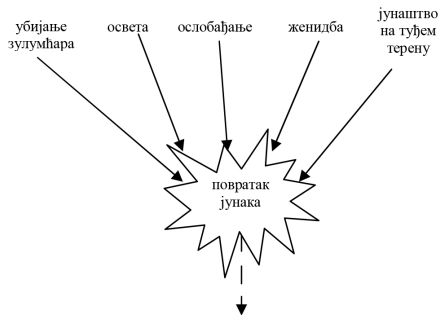 убијање
зулумћара
освета
ослобађање
женидба
јунаштво
на туђем
терену
повратак
јунака